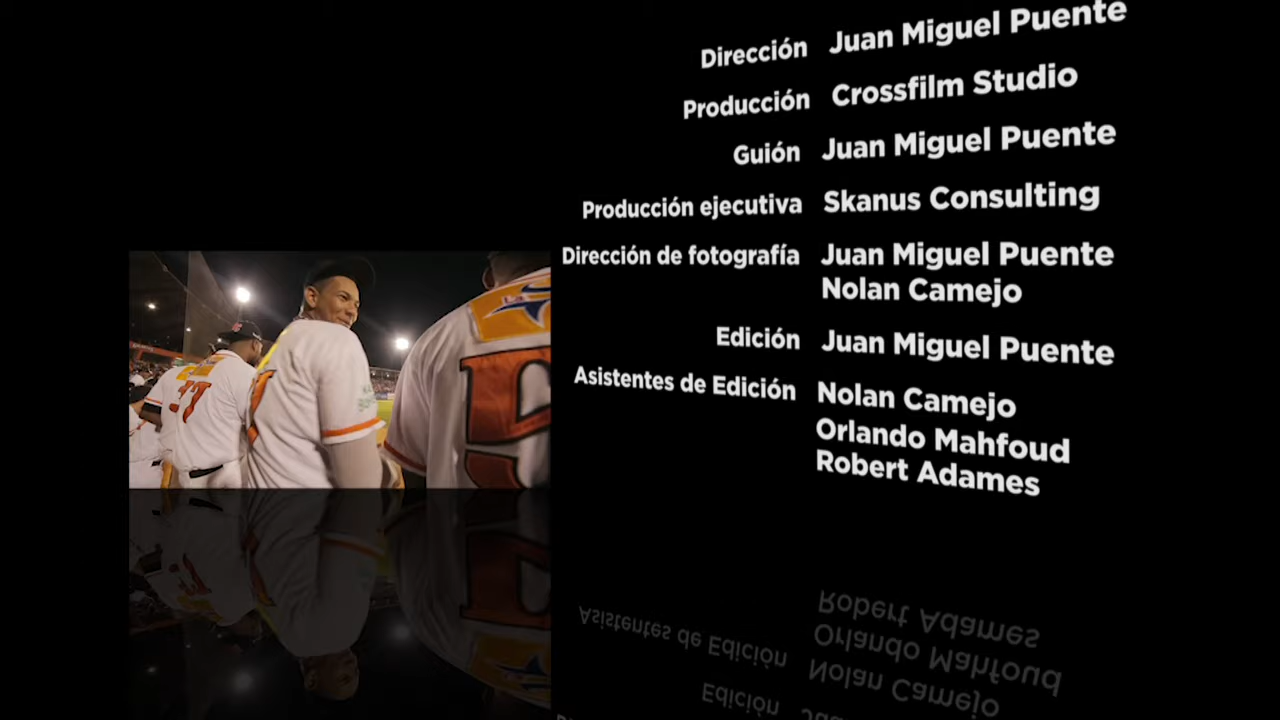 Dirección Juan Miguel Puente
Producción Crossfilm Studio
Guión Juan Miguel Puente
Producción ejecutiva Skanus Consulting
Dirección de fotografía Juan Miguel Puente
Nolan Camejo
Edición Juan Miguel Puente
Asistentes de Edición Nolan Camejo
Orlando Mahfoud
Robert Adames
37